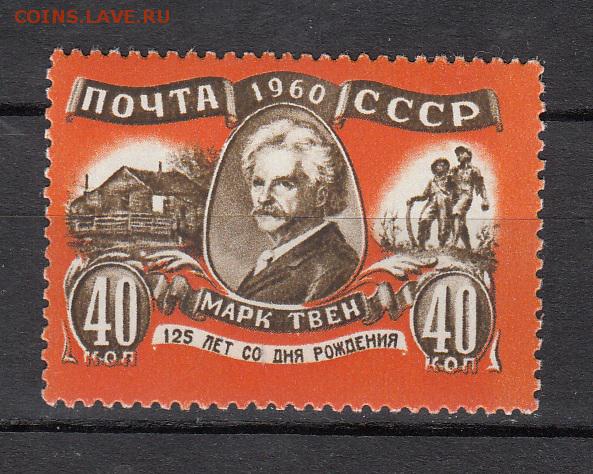 COINS.LAVE.RU
ПОЧТА 1960 СССР
МАРК ТВЕН
40 КОП
40 КОП
125 ЛЕТ СО ДНЯ РОЖДЕНИЯ